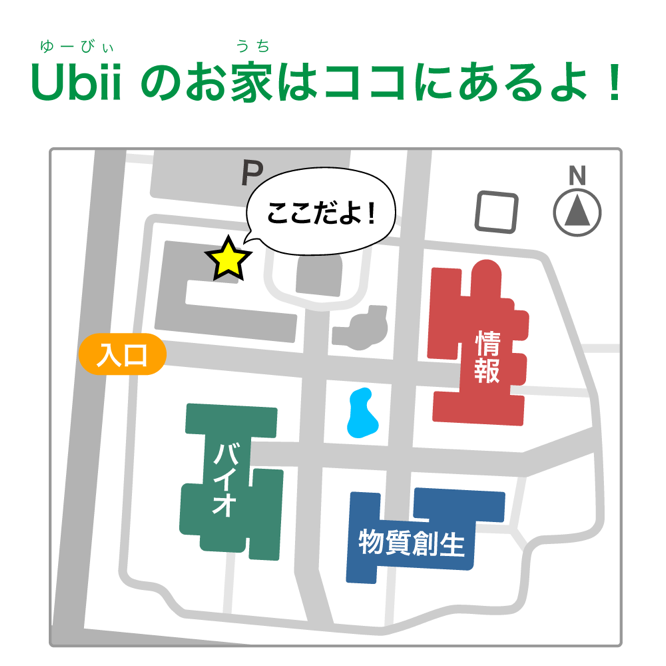 ゆーびぃ うち
Ubii のお家はココにあるよ！
P
ここだよ！
N
情報
入口
バイオ
物質創生